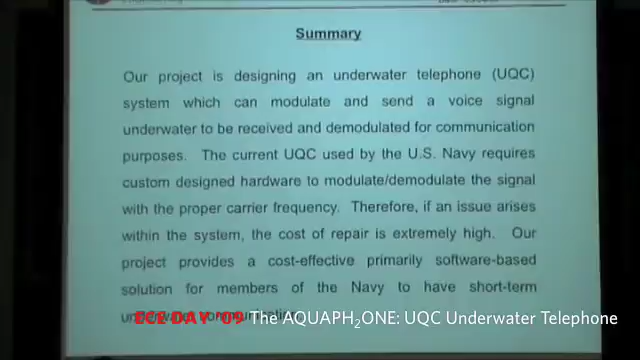 Summary
Our project is designing an underwater telephone (UQC)
system which can modulate and send a voice signal
underwater to be received and demodulated for communication
purposes. The current UQC used by the U.S. Navy requires
custom designed hardware to modulate/demodulate the signal
with the proper carrier frequency. Therefore, if an issue arises
within the system, the cost of repair is extremely high. Our
project provides a cost-effective primarily software-based
solution for members of the Navy to have short-term
ECE DAY '09 The AQUAPH₂ONE: UQC Underwater Telephone